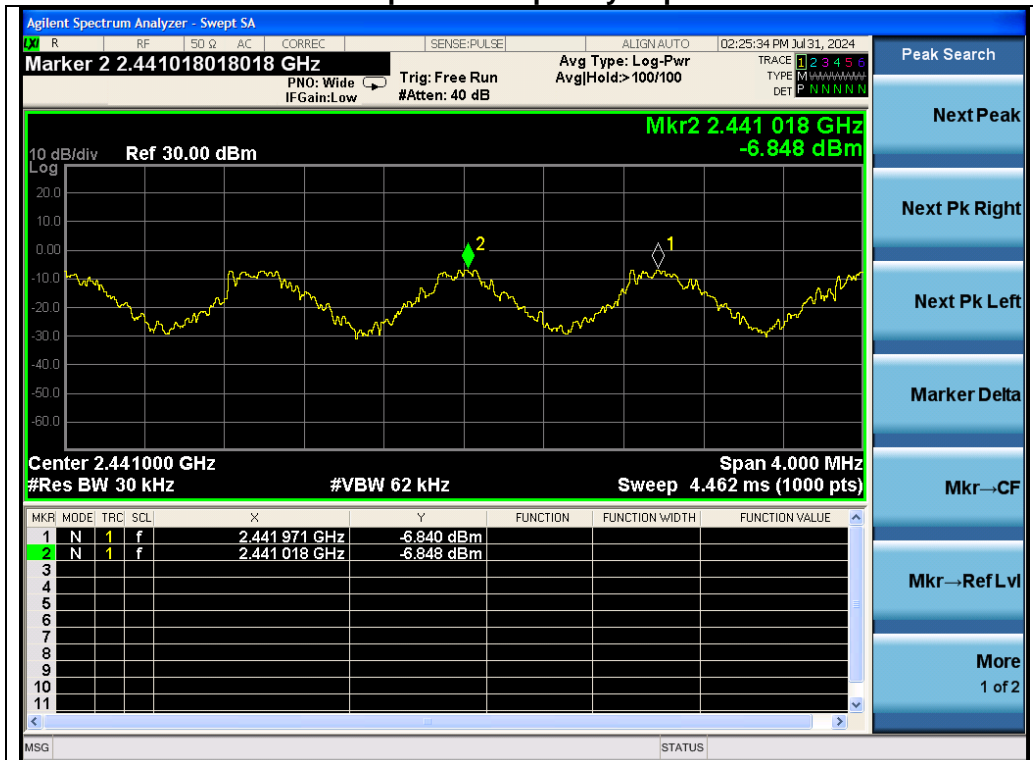 Agilent Spectrum Analyzer - Swept SA
LXI R RF 50 Ω AC CORREC SENSE:PULSE ALIGN AUTO 02:25:34 PM Jul 31, 2024
Marker 2 2.441018018018 GHz
PNO: Wide
IFGain:Low
Trig: Free Run
#Atten: 40 dB
Avg Type: Log-Pwr
Avg|Hold:>100/100
TRACE 1 2 3 4 5 6
TYPE M
DET P N N N N N
Mkr2 2.441 018 GHz
-6.848 dBm
10 dB/div Ref 30.00 dBm
Log
20.0
10.0
0.00
-10.0
-20.0
-30.0
-40.0
-50.0
-60.0
2
1
Center 2.441000 GHz Span 4.000 MHz
#Res BW 30 kHz #VBW 62 kHz Sweep 4.462 ms (1000 pts)
MKR MODE TRC SCL X Y FUNCTION FUNCTION WIDTH FUNCTION VALUE
1 N 1 f 2.441 971 GHz -6.840 dBm
2 N 1 f 2.441 018 GHz -6.848 dBm
3
4
5
6
7
8
9
10
11
MSG STATUS
Peak Search
Next Peak
Next Pk Right
Next Pk Left
Marker Delta
Mkr→CF
Mkr→Ref Lvl
More
1 of 2